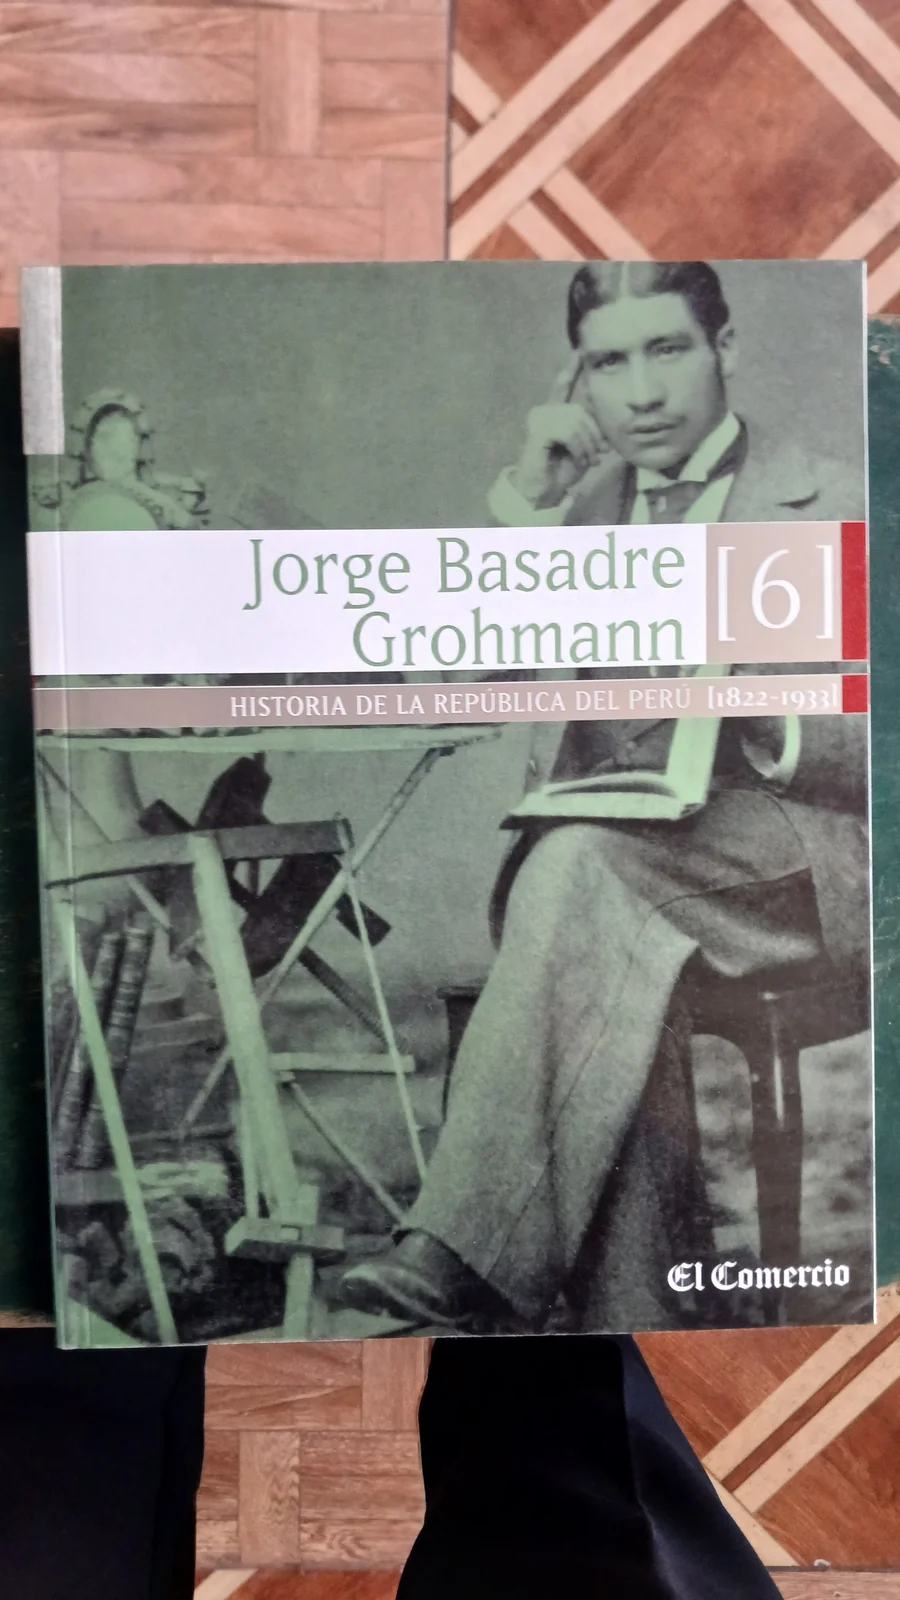 Jorge Basadre
Grohmann
[6]
HISTORIA DE LA REPÚBLICA DEL PERÚ [1822-1933]
El Comercio